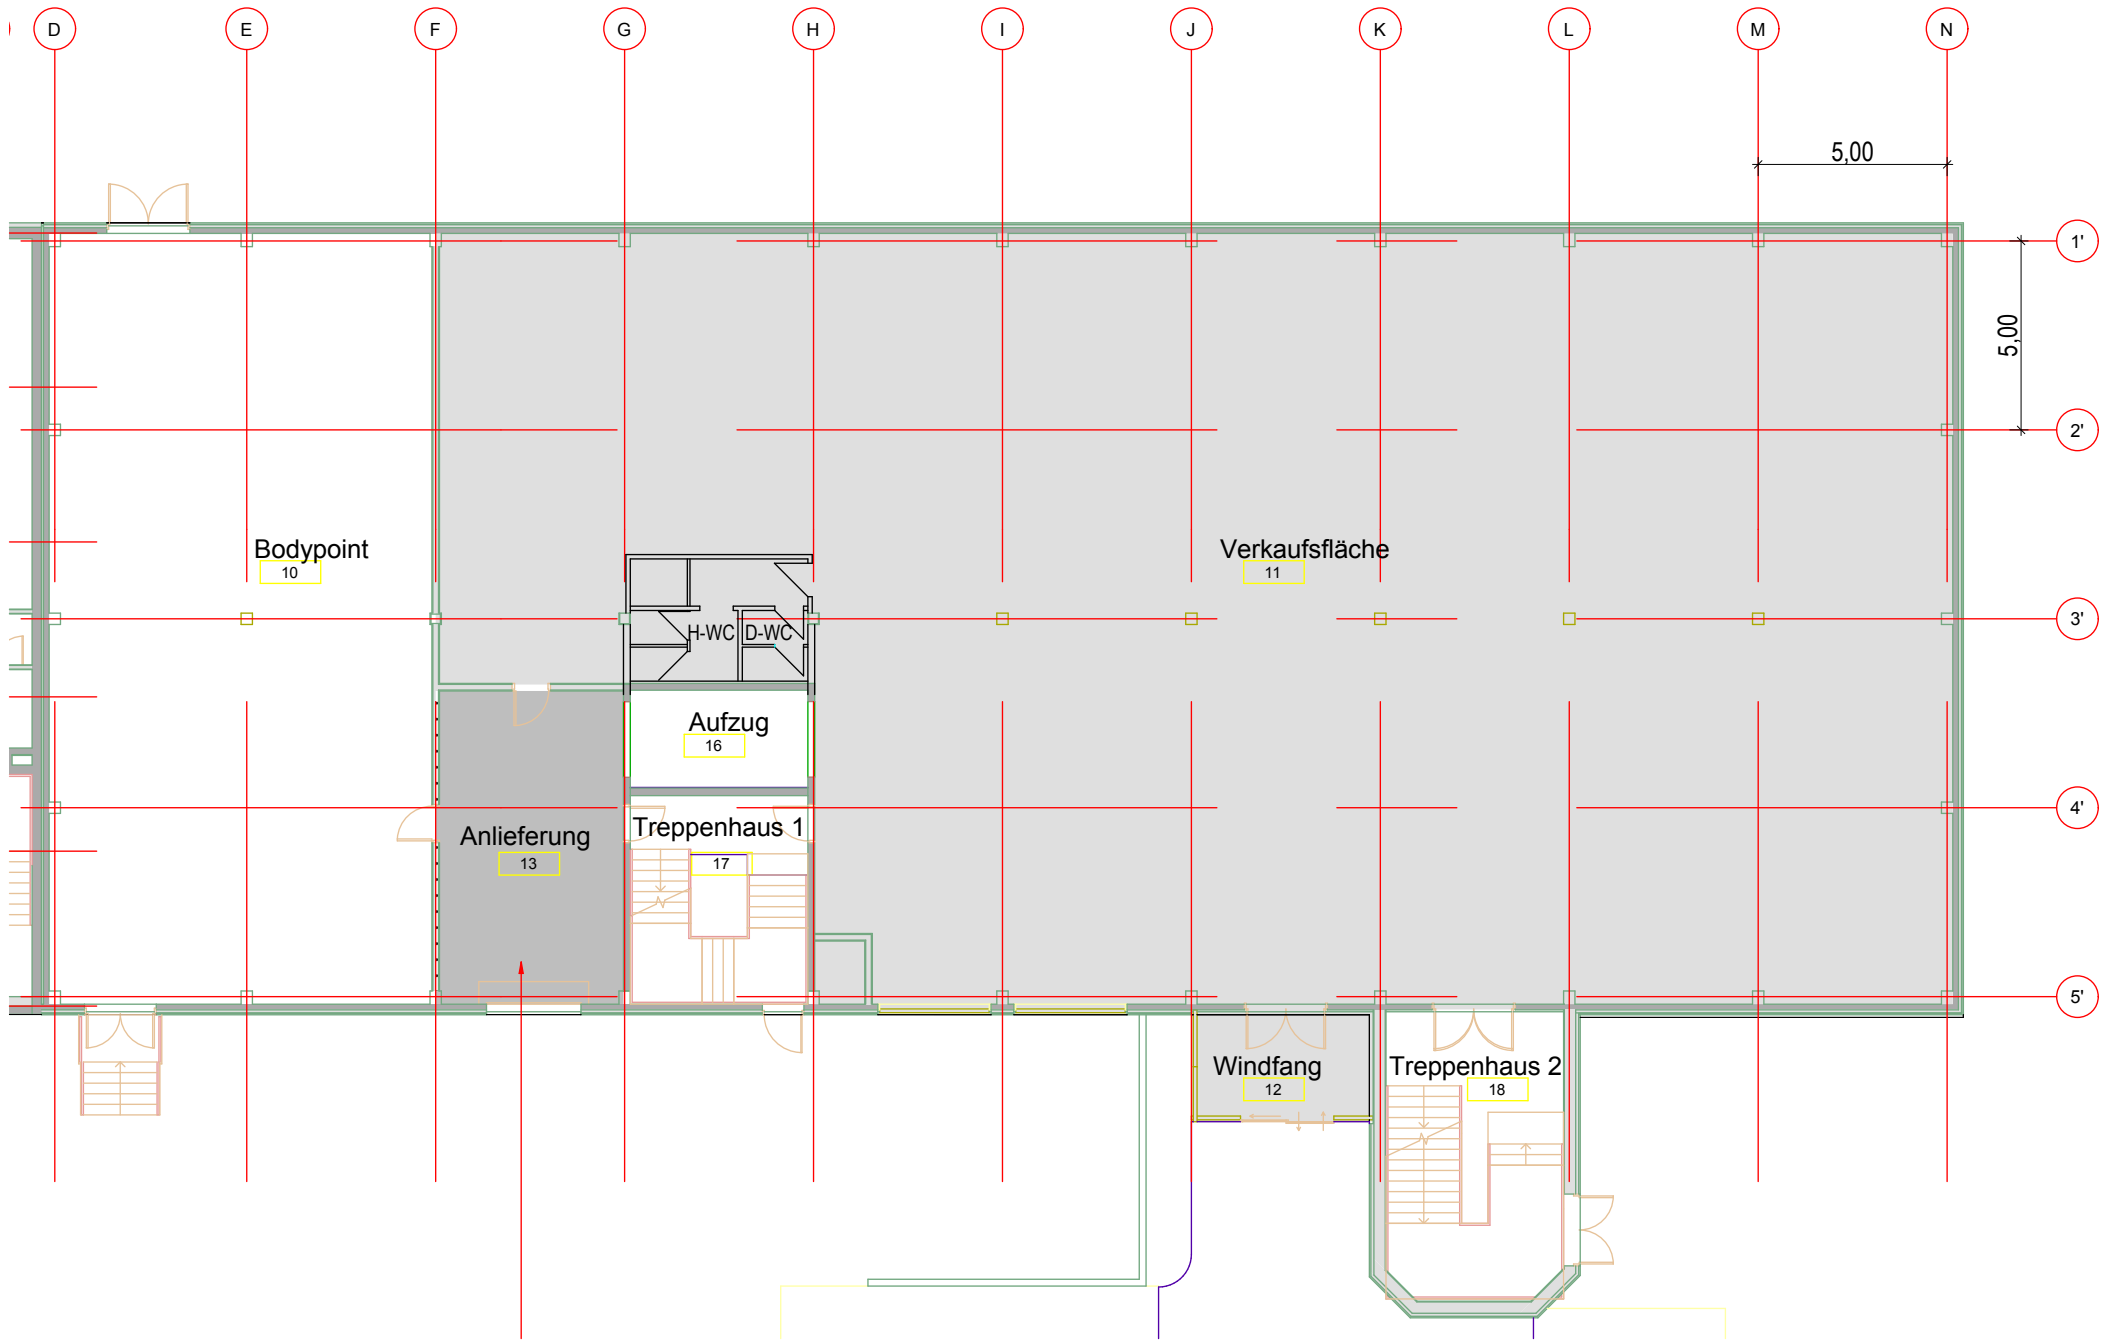 D E F G H I J K L M N
5,00
1'
5,00
2'
Bodypoint
10
Verkaufsfläche
11
3'
H-WC D-WC
Aufzug
16
4'
Anlieferung
13
Treppenhaus 1
17
5'
Windfang
12
Treppenhaus 2
18